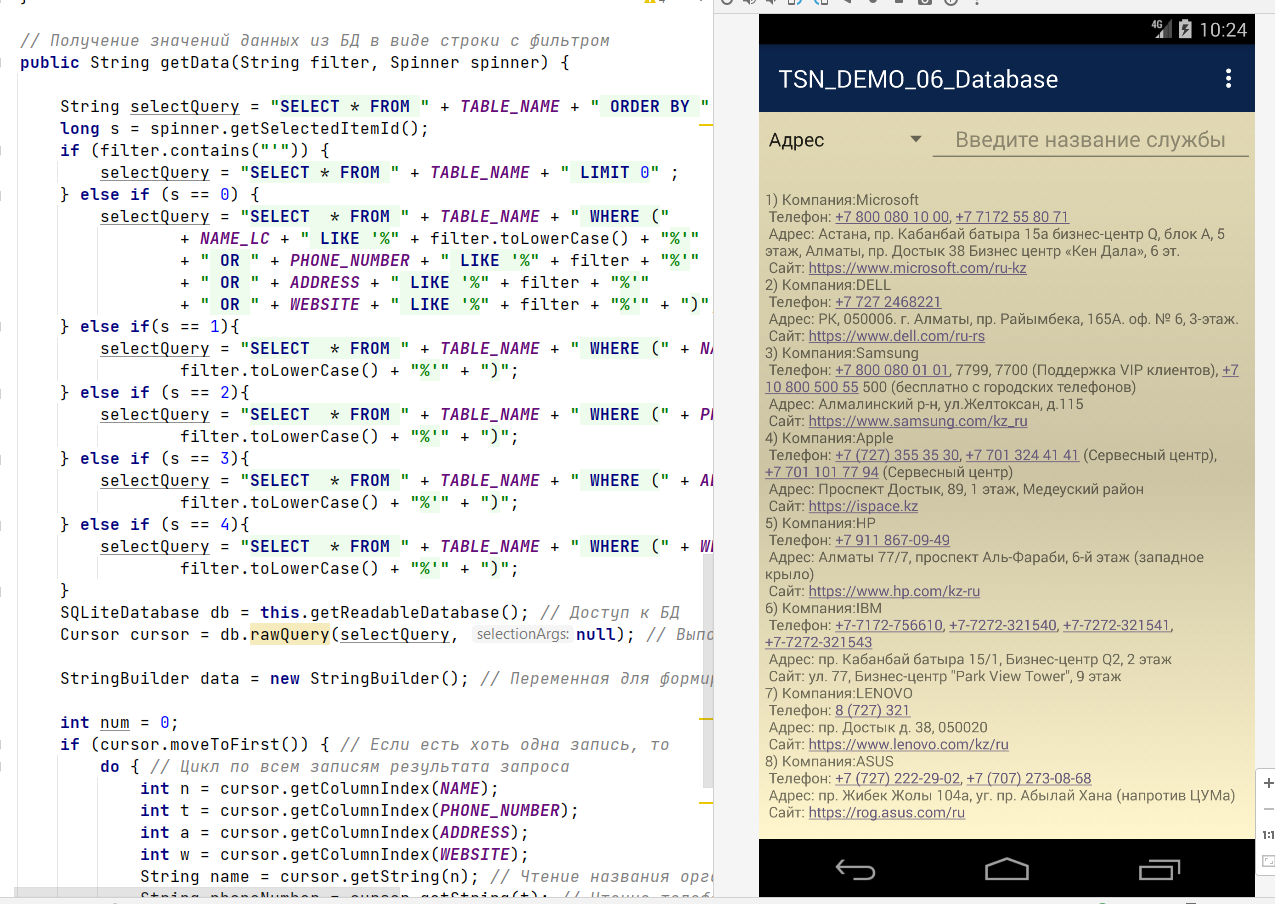 // Получение значений данных из БД в виде строки с фильтром
public String getData(String filter, Spinner spinner) {
String selectQuery = "SELECT * FROM " + TABLE_NAME + " ORDER BY "
long s = spinner.getSelectedItemId();
if (filter.contains("'")) {
selectQuery = "SELECT * FROM " + TABLE_NAME + " LIMIT 0" ;
} else if (s == 0) {
selectQuery = "SELECT  * FROM " + TABLE_NAME + " WHERE ("
+ NAME_LC + " LIKE '%" + filter.toLowerCase() + "%'"
+ " OR " + PHONE_NUMBER + " LIKE '%" + filter + "%'"
+ " OR " + ADDRESS + " LIKE '%" + filter + "%'"
+ " OR " + WEBSITE + " LIKE '%" + filter + "%'" + ")"
} else if(s == 1){
selectQuery = "SELECT  * FROM " + TABLE_NAME + " WHERE (" + NA
filter.toLowerCase() + "%'" + ")";
} else if (s == 2){
selectQuery = "SELECT  * FROM " + TABLE_NAME + " WHERE (" + PH
filter.toLowerCase() + "%'" + ")";
} else if (s == 3){
selectQuery = "SELECT  * FROM " + TABLE_NAME + " WHERE (" + AD
filter.toLowerCase() + "%'" + ")";
} else if (s == 4){
selectQuery = "SELECT  * FROM " + TABLE_NAME + " WHERE (" + WE
filter.toLowerCase() + "%'" + ")";
}
SQLiteDatabase db = this.getReadableDatabase(); // Доступ к БД
Cursor cursor = db.rawQuery(selectQuery, selectionArgs: null); // Выпо
StringBuilder data = new StringBuilder(); // Переменная для формир
int num = 0;
if (cursor.moveToFirst()) { // Если есть хоть одна запись, то
do { // Цикл по всем записям результата запроса
int n = cursor.getColumnIndex(NAME);
int t = cursor.getColumnIndex(PHONE_NUMBER);
int a = cursor.getColumnIndex(ADDRESS);
int w = cursor.getColumnIndex(WEBSITE);
String name = cursor.getString(n); // Чтение названия орга
String phoneNumber = cursor.getString(t); // Чтение телеф
4G 10:24
TSN_DEMO_06_Database
Адрес Введите название службы
1) Компания:Microsoft
Телефон: +7 800 080 10 00, +7 7172 55 80 71
Адрес: Астана, пр. Кабанбай батыра 15а бизнес-центр Q, блок А, 5
этаж, Алматы, пр. Достык 38 Бизнес центр «Кен Дала», 6 эт.
Сайт: https://www.microsoft.com/ru-kz
2) Компания:DELL
Телефон: +7 727 2468221
Адрес: РК, 050006. г. Алматы, пр. Райымбека, 165А. оф. № 6, 3-этаж.
Сайт: https://www.dell.com/ru-rs
3) Компания:Samsung
Телефон: +7 800 080 01 01, 7799, 7700 (Поддержка VIP клиентов), +7
10 800 500 55 500 (бесплатно с городских телефонов)
Адрес: Алмалинский р-н, ул.Желтоксан, д.115
Сайт: https://www.samsung.com/kz_ru
4) Компания:Apple
Телефон: +7 (727) 355 35 30, +7 701 324 41 41 (Сервесный центр),
+7 701 101 77 94 (Сервесный центр)
Адрес: Проспект Достык, 89, 1 этаж, Медеуский район
Сайт: https://ispace.kz
5) Компания:HP
Телефон: +7 911 867-09-49
Адрес: Алматы 77/7, проспект Аль-Фараби, 6-й этаж (западное
крыло)
Сайт: https://www.hp.com/kz-ru
6) Компания:IBM
Телефон: +7-7172-756610, +7-7272-321540, +7-7272-321541,
+7-7272-321543
Адрес: пр. Кабанбай батыра 15/1, Бизнес-центр Q2, 2 этаж
Сайт: ул. 77, Бизнес-центр "Park View Tower", 9 этаж
7) Компания:LENOVO
Телефон: 8 (727) 321
Адрес: пр. Достык д. 38, 050020
Сайт: https://www.lenovo.com/kz/ru
8) Компания:ASUS
Телефон: +7 (727) 222-29-02, +7 (707) 273-08-68
Адрес: пр. Жибек Жолы 104а, уг. пр. Абылай Хана (напротив ЦУМа)
Сайт: https://rog.asus.com/ru
1:1